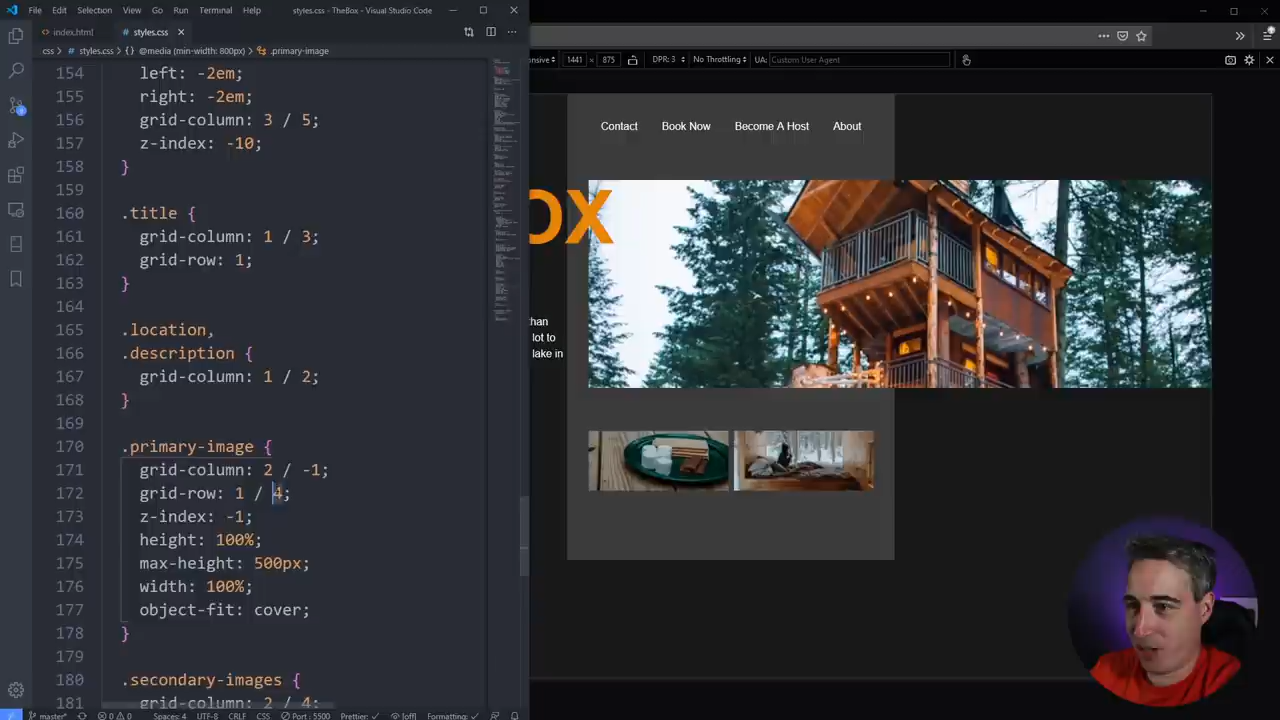 File Edit Selection View Go Run Terminal Help styles.css - TheBox - Visual Studio Code
index.html styles.css
css > # styles.css > {} @media (min-width: 800px) > .primary-image
154 left: -2em;
155 right: -2em;
156 grid-column: 3 / 5;
157 z-index: -10;
158 }
159
160 .title {
161 grid-column: 1 / 3;
162 grid-row: 1;
163 }
164
165 .location,
166 .description {
167 grid-column: 1 / 2;
168 }
169
170 .primary-image {
171 grid-column: 2 / -1;
172 grid-row: 1 / 4;
173 z-index: -1;
174 height: 100%;
175 max-height: 500px;
176 width: 100%;
177 object-fit: cover;
178 }
179
180 .secondary-images {
181 grid-column: 2 / 4;
master* 0 0 Spaces: 4 UTF-8 CRLF CSS Port : 5500 Prettier: ✓ [off] Formatting: ✓
nsive 1441 × 875 DPR: 3 No Throttling UA: Custom User Agent
Contact Book Now Become A Host About
OX
than
lot to
lake in